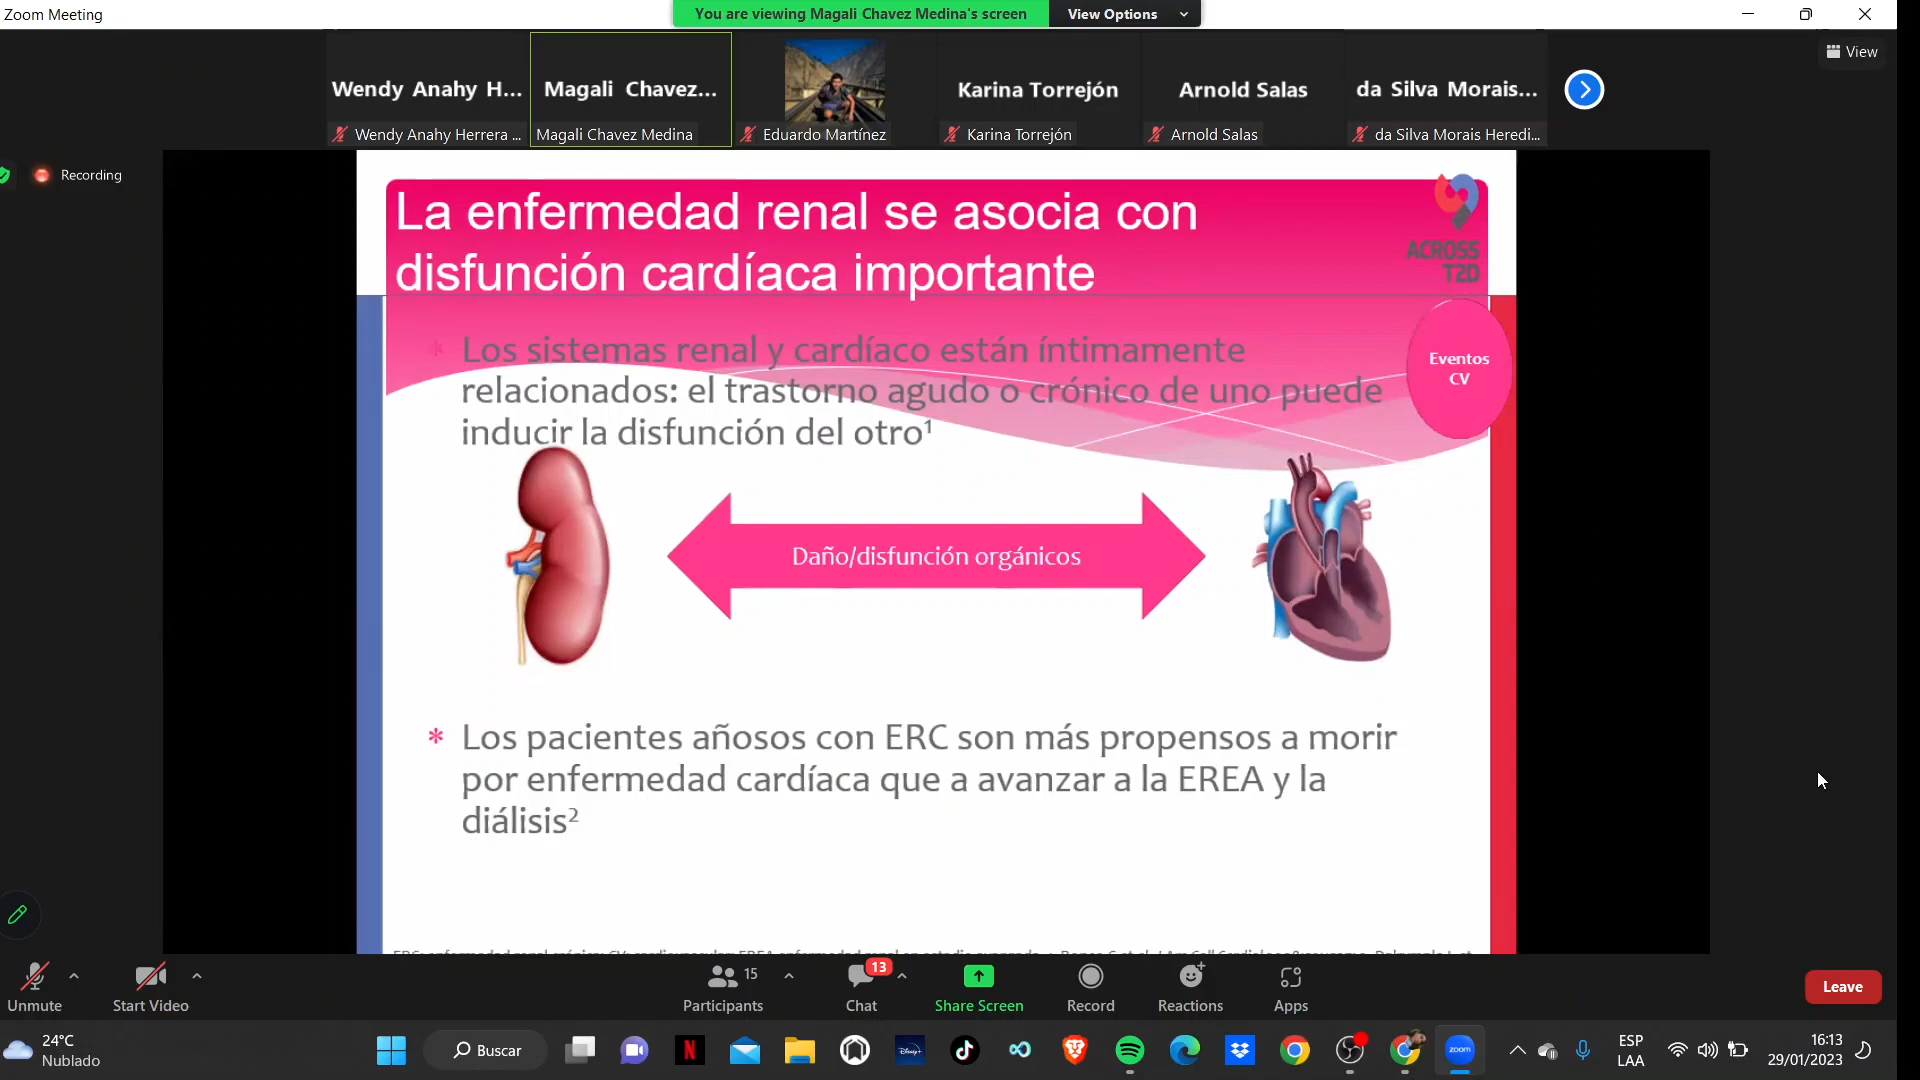 Zoom Meeting
You are viewing Magali Chavez Medina's screen
View Options
View
Wendy Anahy H...
Magali Chavez...
Karina Torrejón
Arnold Salas
da Silva Morais...
Wendy Anahy Herrera ...
Magali Chavez Medina
Eduardo Martínez
Karina Torrejón
Arnold Salas
da Silva Morais Heredi...
Recording
La enfermedad renal se asocia con
disfunción cardíaca importante
ACROSS
T2D
Eventos
CV
* Los sistemas renal y cardíaco están íntimamente
relacionados: el trastorno agudo o crónico de uno puede
inducir la disfunción del otro¹
Daño/disfunción orgánicos
* Los pacientes añosos con ERC son más propensos a morir
por enfermedad cardíaca que a avanzar a la EREA y la
diálisis²
Unmute
Start Video
15
Participants
13
Chat
Share Screen
Record
Reactions
Apps
Leave
24°C
Nublado
Buscar
N
Disney+
zoom
ESP
LAA
16:13
29/01/2023